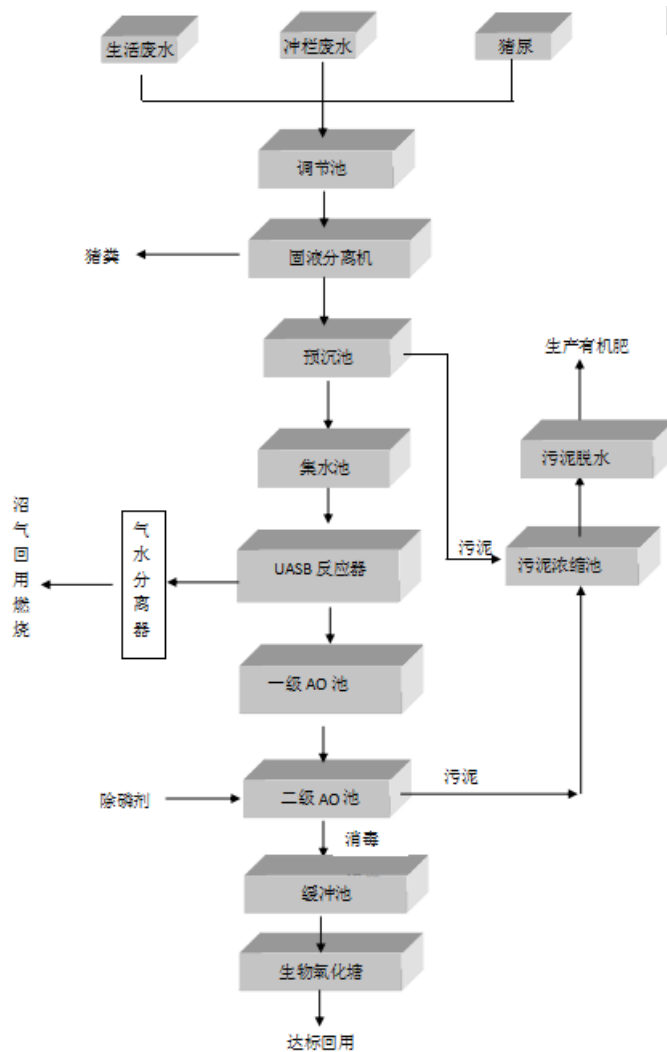 生活废水
冲栏废水
猪尿
调节池
固液分离机
猪粪
预沉池
生产有机肥
污泥脱水
集水池
沼气回用燃烧
气水分离器
UASB 反应器
污泥
污泥浓缩池
一级 AO 池
除磷剂
二级 AO 池
污泥
消毒
缓冲池
生物氧化塘
达标回用